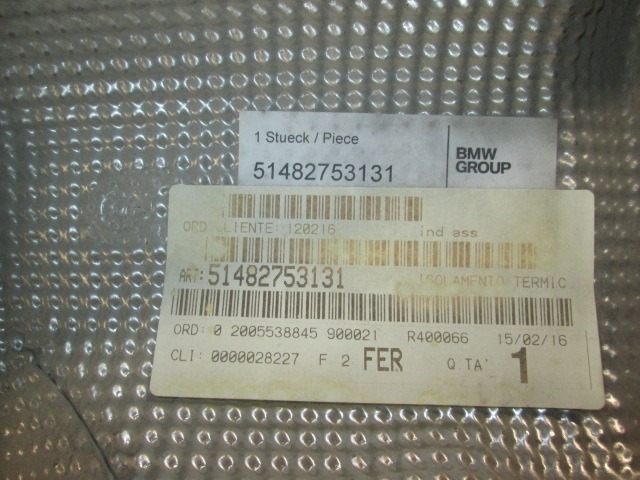 1 Stueck / Piece
51482753131
BMW
GROUP
ORD CLIENTE: 120216 ind ass
ART: 51482753131 ISOLAMENTO TERMIC
ORD: 0 2005538845 900021 R400066 15/02/16
CLI: 0000028227 F 2 FER Q.TA' 1